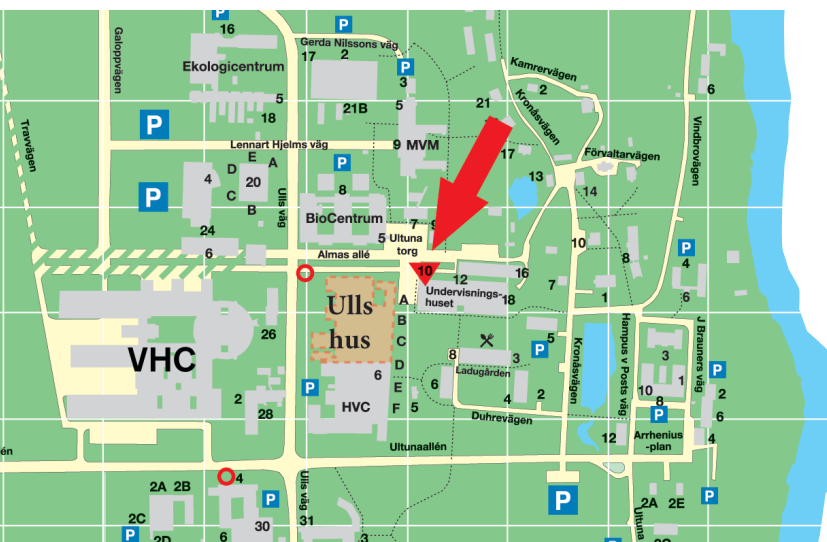 P
16
P
Gerda Nilssons väg
17
2
P
3
Kamrervägen
2
6
Galoppvägen
Ekologicentrum
5
18
21B
5
21
Kronåsvägen
Vindbrovägen
Travvägen
P
Lennart Hjelms väg
9 MVM
17
Förvaltarvägen
E
A
D
4
20
C
B
P
8
13
14
P
Ulls väg
BioCentrum
24
6
5
7
9
Ultuna
torg
Almas allé
10
8
P
4
6
10
12
16
7
1
Undervisnings-
huset
18
Ulls
hus
A
B
C
D
E
F
26
VHC
5
P
8
3
Ladugården
6
6
HVC
5
P
2
28
4
2
Duhrevägen
Kronåsvägen
Hampus v Posts väg
J Brauners väg
3
10
1
8
P
P
2
6
12
Arrhenius
-plan
4
én
Ultunaallén
4
2A
2B
2C
P
2D
P
30
6
Ulls väg
31
3
P
2A
2E
P
Ultuna
P